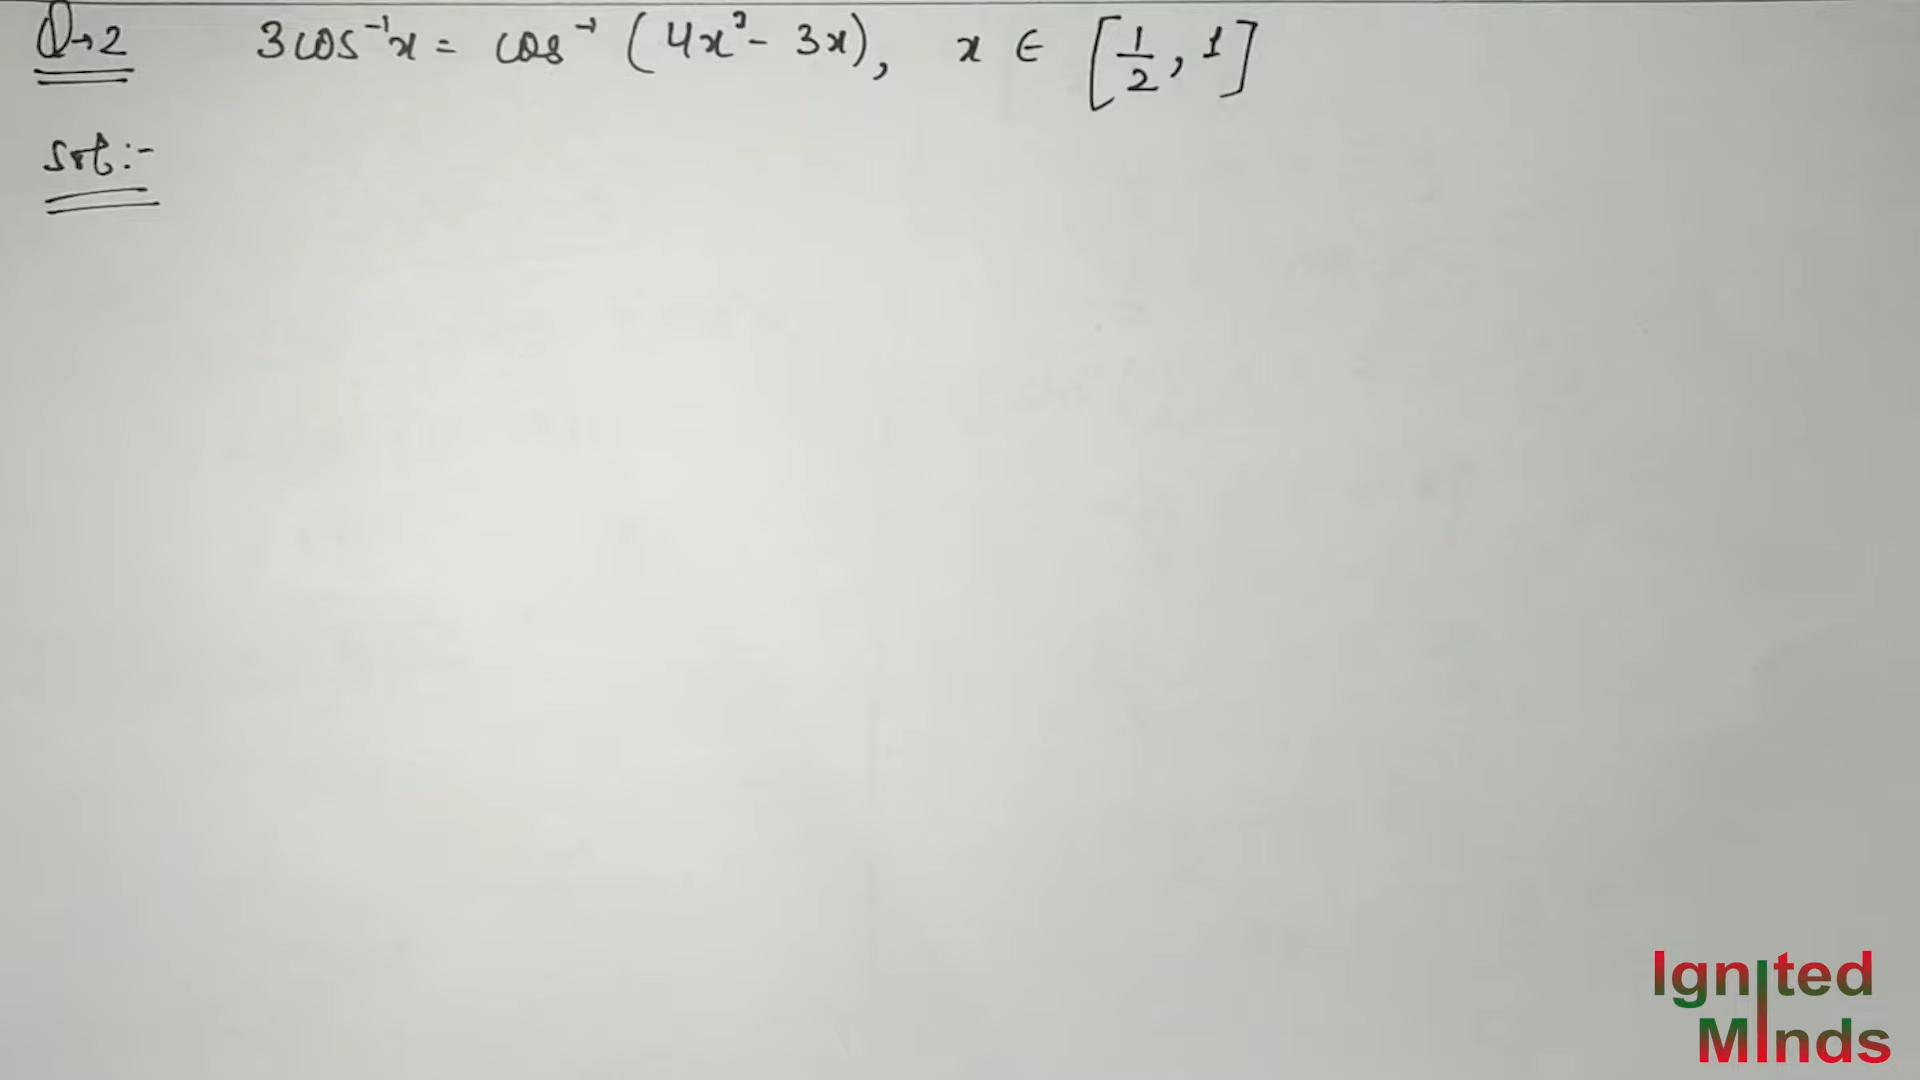 Q→2 3cos⁻¹x = cos⁻¹ (4x³ - 3x), x ∈ [1/2, 1]
Sol:-
Ignited
Minds